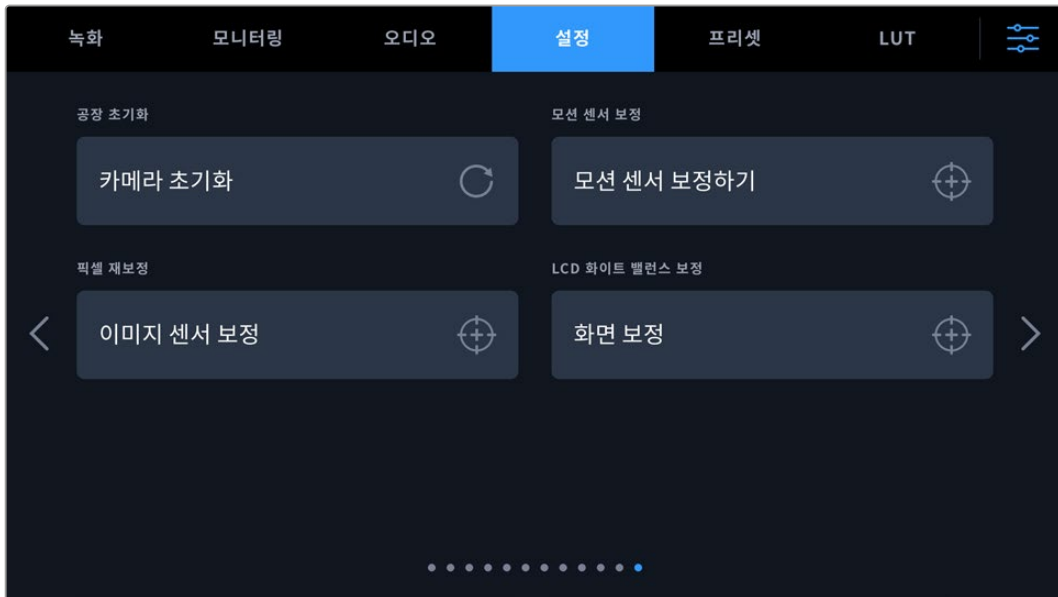 녹화
모니터링
오디오
설정
프리셋
LUT
공장 초기화
모션 센서 보정
카메라 초기화
모션 센서 보정하기
픽셀 재보정
LCD 화이트 밸런스 보정
이미지 센서 보정
화면 보정